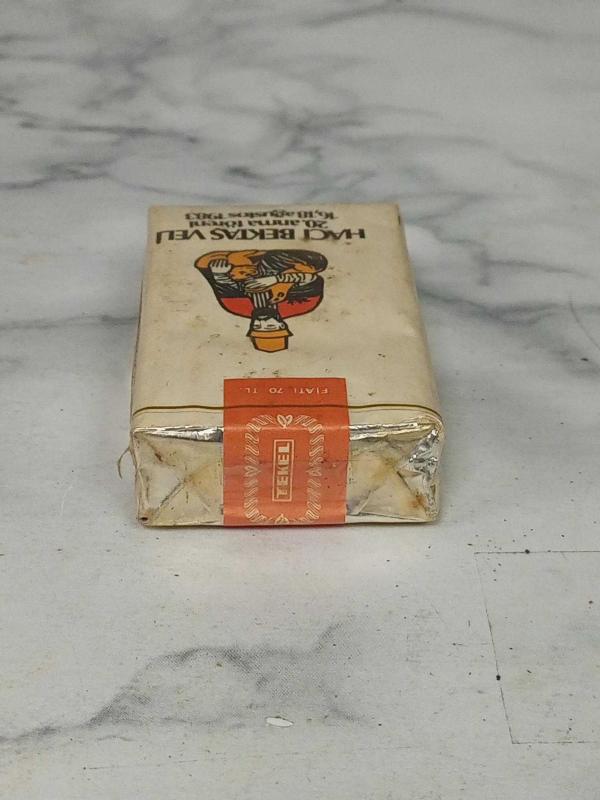 HACI BEKTAŞ VELİ
20. anma töreni
16,18 ağustos 1983
FİATI 70 TL.
TEKEL